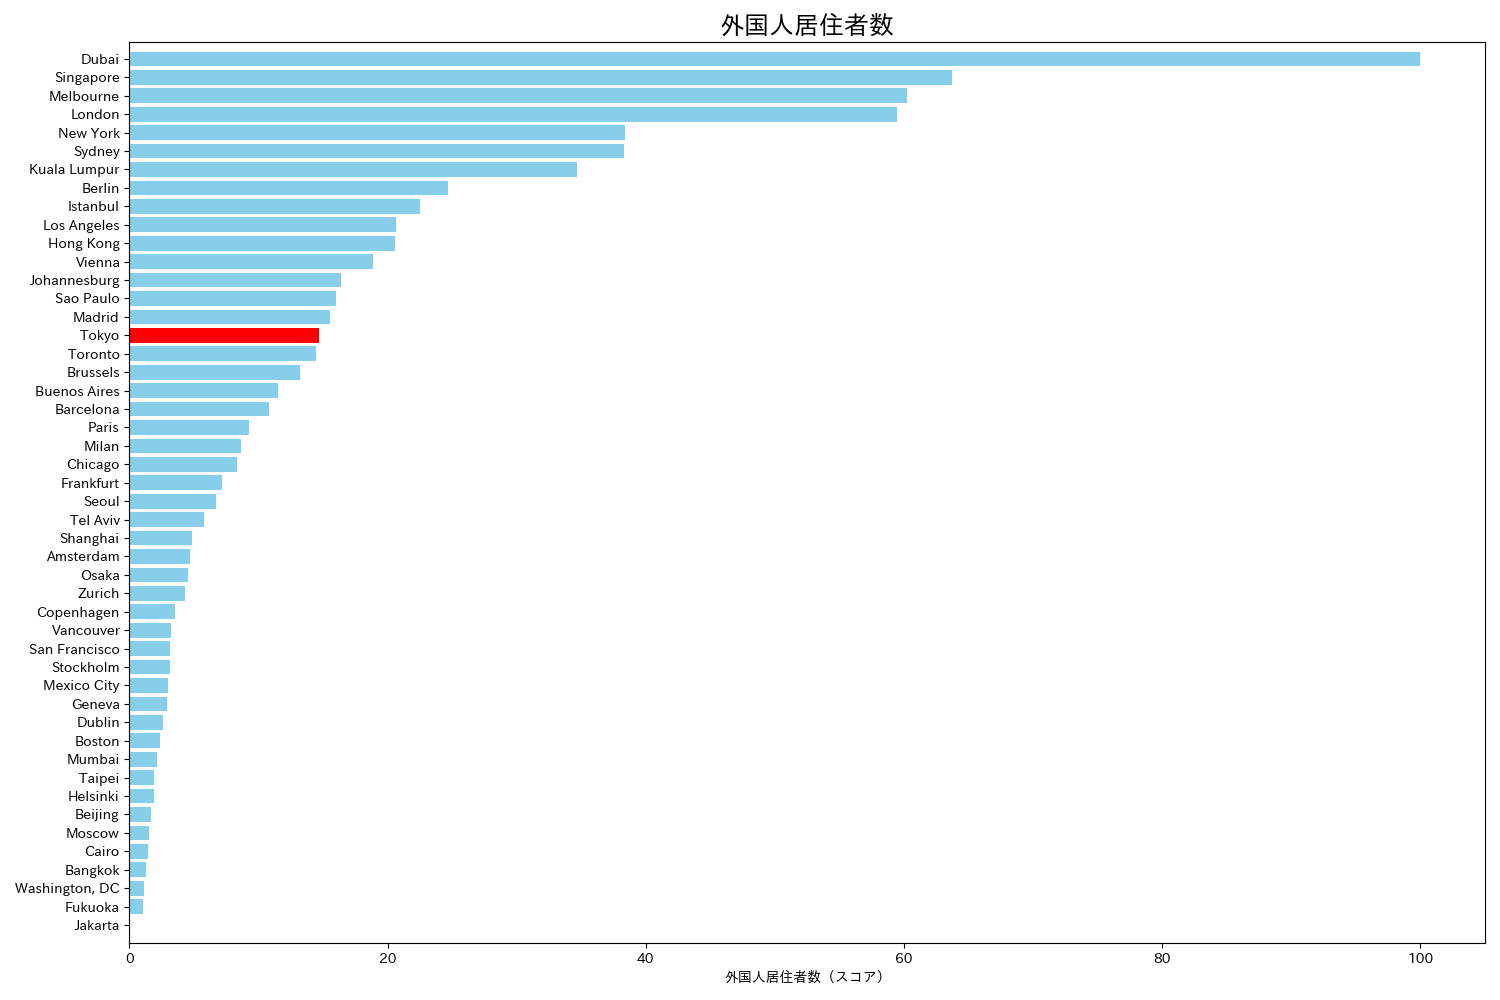 外国人居住者数
Dubai
Singapore
Melbourne
London
New York
Sydney
Kuala Lumpur
Berlin
Istanbul
Los Angeles
Hong Kong
Vienna
Johannesburg
Sao Paulo
Madrid
Tokyo
Toronto
Brussels
Buenos Aires
Barcelona
Paris
Milan
Chicago
Frankfurt
Seoul
Tel Aviv
Shanghai
Amsterdam
Osaka
Zurich
Copenhagen
Vancouver
San Francisco
Stockholm
Mexico City
Geneva
Dublin
Boston
Mumbai
Taipei
Helsinki
Beijing
Moscow
Cairo
Bangkok
Washington, DC
Fukuoka
Jakarta
0 20 40 60 80 100
外国人居住者数（スコア）